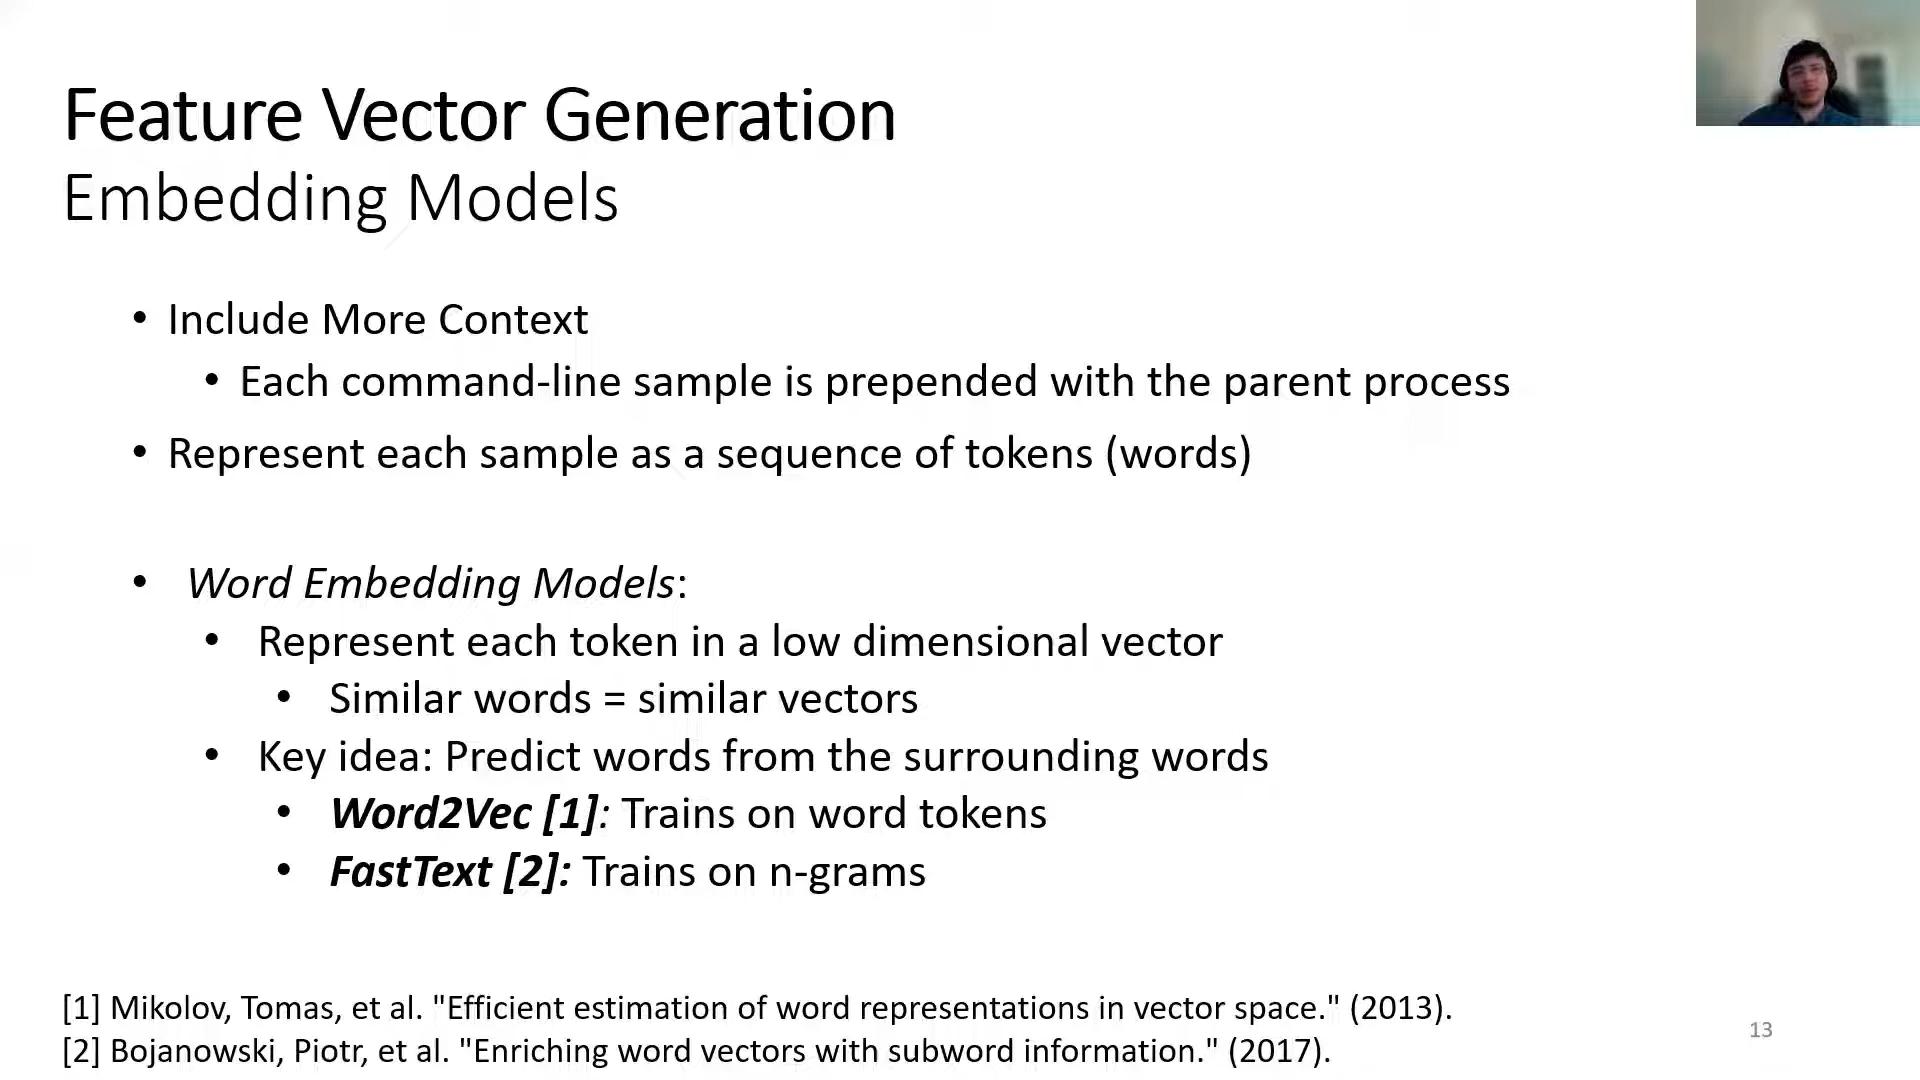 Feature Vector Generation
Embedding Models
• Include More Context
• Each command-line sample is prepended with the parent process
• Represent each sample as a sequence of tokens (words)
• Word Embedding Models:
• Represent each token in a low dimensional vector
• Similar words = similar vectors
• Key idea: Predict words from the surrounding words
• Word2Vec [1]: Trains on word tokens
• FastText [2]: Trains on n-grams
[1] Mikolov, Tomas, et al. "Efficient estimation of word representations in vector space." (2013).
[2] Bojanowski, Piotr, et al. "Enriching word vectors with subword information." (2017).
13